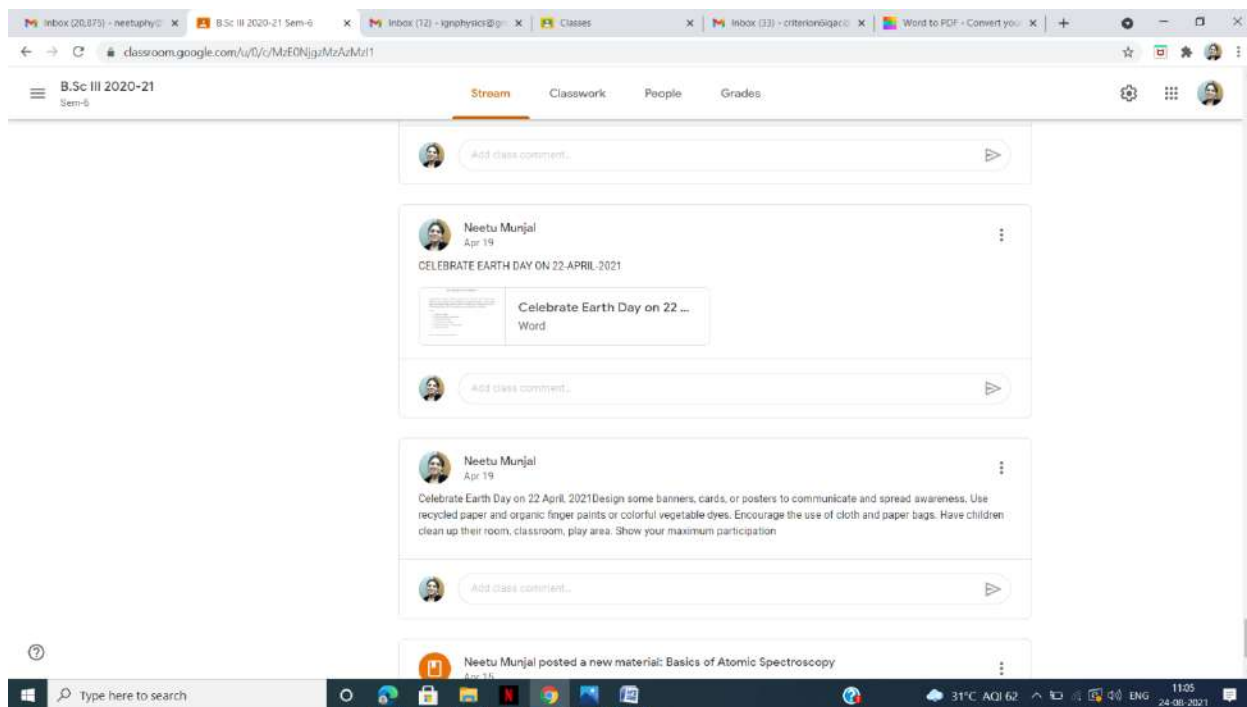 Inbox (20,875) - neetuphy
B.Sc III 2020-21 Sem-6
Inbox (12) - ignphysics@gm
Classes
Inbox (33) - criterion6igac
Word to PDF - Convert you
classroom.google.com/u/0/c/MzE0NjgzMzAzMzI1
B.Sc III 2020-21
Sem-6
Stream
Classwork
People
Grades
Add class comment...
Neetu Munjal
Apr 19
CELEBRATE EARTH DAY ON 22-APRIL-2021
Celebrate Earth Day on 22 ...
Word
Add class comment...
Neetu Munjal
Apr 19
Celebrate Earth Day on 22 April, 2021Design some banners, cards, or posters to communicate and spread awareness. Use
recycled paper and organic finger paints or colorful vegetable dyes. Encourage the use of cloth and paper bags. Have children
clean up their room, classroom, play area. Show your maximum participation
Add class comment...
Neetu Munjal posted a new material: Basics of Atomic Spectroscopy
Apr 15
Type here to search
31°C AQI 62
ENG
11:05
24-08-2021